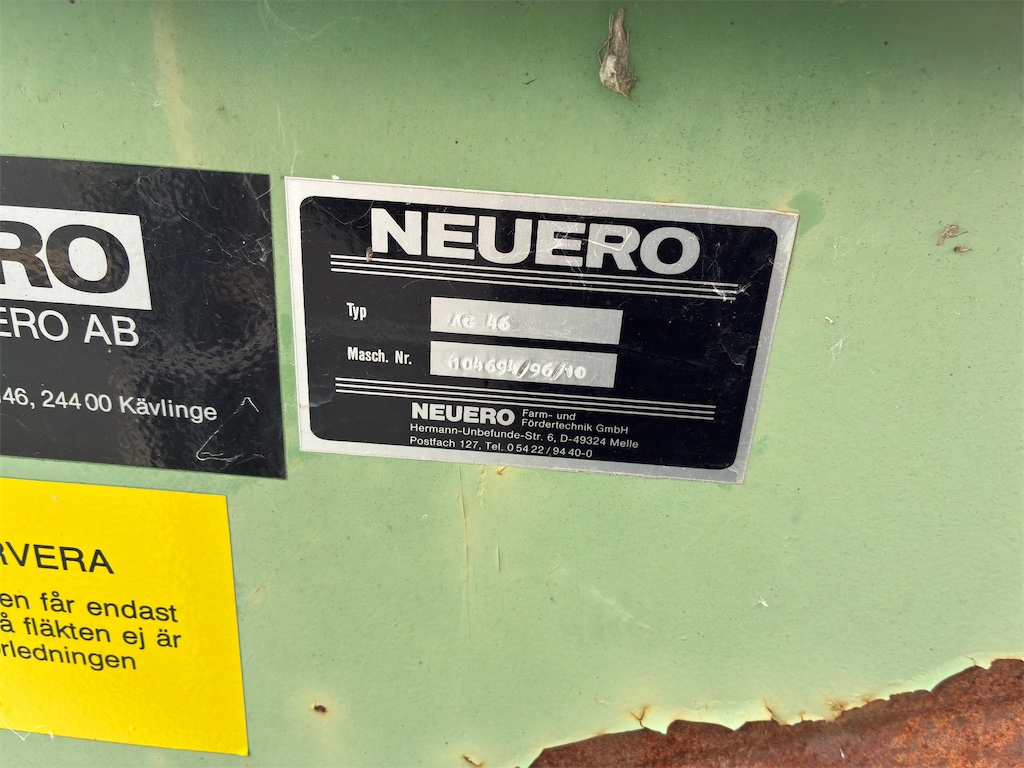 RO
ERO AB
46, 244 00 Kävlinge
NEUERO
Typ
AG 46
Masch. Nr.
104694/96/10
NEUERO Farm- und
Fördertechnik GmbH
Hermann-Unbefunde-Str. 6, D-49324 Melle
Postfach 127, Tel. 0 54 22 / 94 40-0
RVERA
en får endast
å fläkten ej är
rledningen